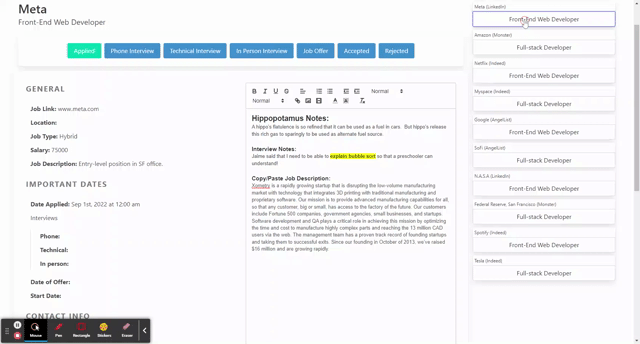 Meta
Front-End Web Developer
Applied!
Phone Interview
Technical Interview
In Person Interview
Job Offer
Accepted
Rejected
GENERAL
Job Link: www.meta.com
Location:
Job Type: Hybrid
Salary: 75000
Job Description: Entry-level position in SF office.
IMPORTANT DATES
Date Applied: Sep 1st, 2022 at 12:00 am
Interviews
Phone:
Technical:
In person:
Date of Offer:
Start Date:
CONTACT INFO
Normal
Normal
Hippopotamus Notes:
A hippo's flatulence is so refined that it can be used as a fuel in cars. But hippo's release
this rich gas to sparingly to be used as alternate fuel source.
Interview Notes:
Jaime said that I need to be able to explain bubble sort so that a preschooler can
understand!
Copy/Paste Job Description:
Xometry is a rapidly growing startup that is disrupting the low-volume manufacturing
market with technology that integrates 3D printing with traditional manufacturing and
proprietary software. Our mission is to provide advanced manufacturing capabilities for all,
so that any customer, big or small, has access to the factory of the future. Our customers
include Fortune 500 companies, government agencies, small businesses, and startups.
Software development and QA plays a critical role in achieving this mission by optimizing
the time and cost to manufacture highly complex parts and reaching the 13 million CAD
users via the web. The management team has a proven track record of founding startups
and taking them to successful exits. Since our founding in October of 2013, we've raised
$16 million and are growing rapidly.
Meta (LinkedIn)
Front-End Web Developer
Amazon (Monster)
Full-stack Developer
Netflix (Indeed)
Front-End Web Developer
Myspace (Indeed)
Full-stack Developer
Google (AngelList)
Front-End Web Developer
SoFi (AngelList)
Full-stack Developer
N.A.S.A (LinkedIn)
Front-End Web Developer
Federal Reserve, San Francisco (Monster)
Full-stack Developer
Spotify (Indeed)
Front-End Web Developer
Tesla (Indeed)
Full-stack Developer
Mouse
Pen
Rectangle
Stickers
Eraser